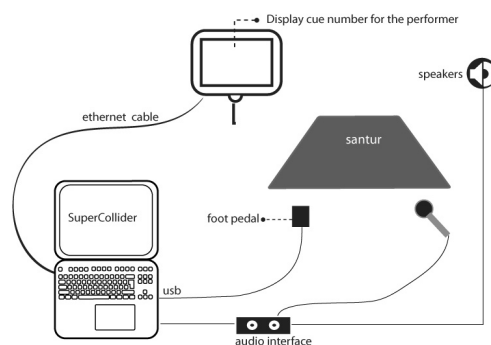 Display cue number for the performer
speakers
ethernet cable
santur
SuperCollider
foot pedal
usb
audio interface